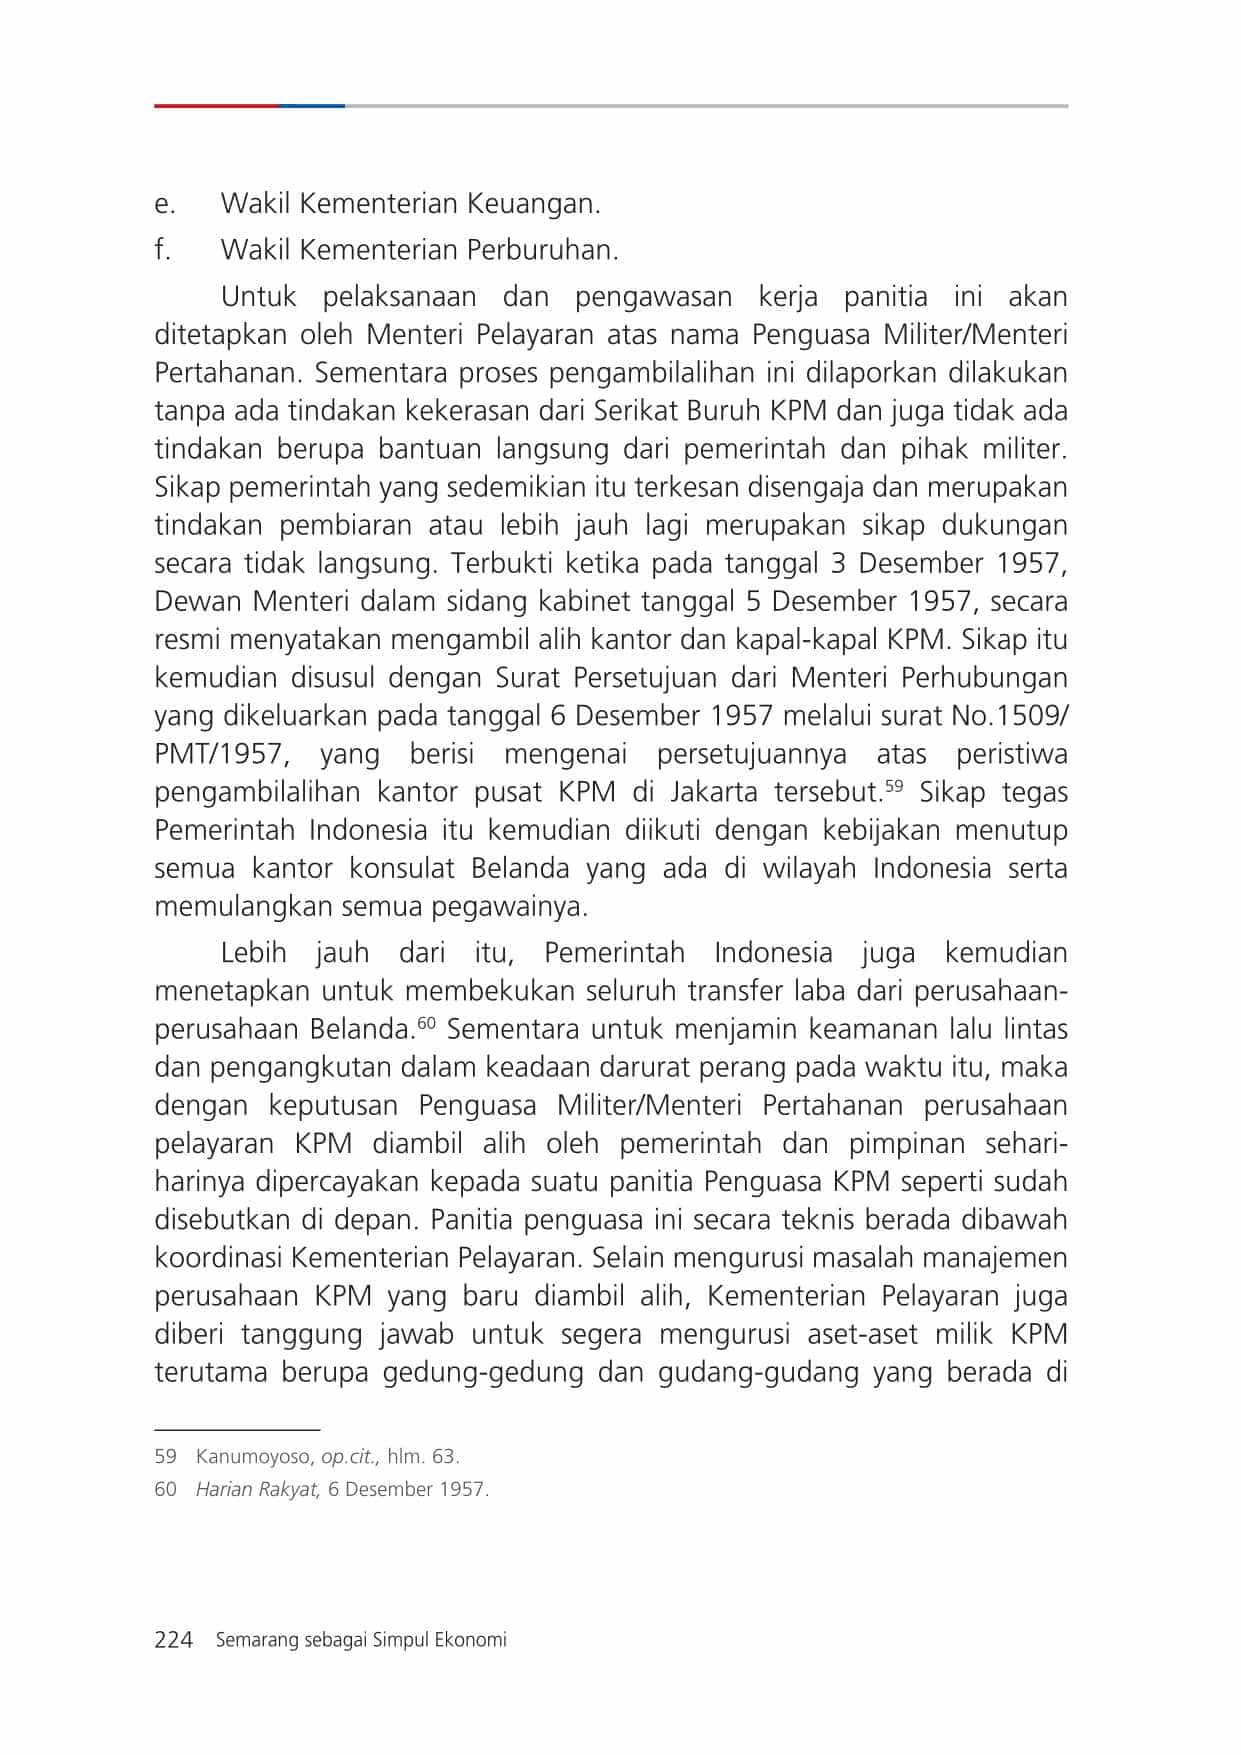 e. Wakil Kementerian Keuangan.
f. Wakil Kementerian Perburuhan.
Untuk pelaksanaan dan pengawasan kerja panitia ini akan
ditetapkan oleh Menteri Pelayaran atas nama Penguasa Militer/Menteri
Pertahanan. Sementara proses pengambilalihan ini dilaporkan dilakukan
tanpa ada tindakan kekerasan dari Serikat Buruh KPM dan juga tidak ada
tindakan berupa bantuan langsung dari pemerintah dan pihak militer.
Sikap pemerintah yang sedemikian itu terkesan disengaja dan merupakan
tindakan pembiaran atau lebih jauh lagi merupakan sikap dukungan
secara tidak langsung. Terbukti ketika pada tanggal 3 Desember 1957,
Dewan Menteri dalam sidang kabinet tanggal 5 Desember 1957, secara
resmi menyatakan mengambil alih kantor dan kapal-kapal KPM. Sikap itu
kemudian disusul dengan Surat Persetujuan dari Menteri Perhubungan
yang dikeluarkan pada tanggal 6 Desember 1957 melalui surat No.1509/
PMT/1957, yang berisi mengenai persetujuannya atas peristiwa
pengambilalihan kantor pusat KPM di Jakarta tersebut.59 Sikap tegas
Pemerintah Indonesia itu kemudian diikuti dengan kebijakan menutup
semua kantor konsulat Belanda yang ada di wilayah Indonesia serta
memulangkan semua pegawainya.
Lebih jauh dari itu, Pemerintah Indonesia juga kemudian
menetapkan untuk membekukan seluruh transfer laba dari perusahaan-
perusahaan Belanda.60 Sementara untuk menjamin keamanan lalu lintas
dan pengangkutan dalam keadaan darurat perang pada waktu itu, maka
dengan keputusan Penguasa Militer/Menteri Pertahanan perusahaan
pelayaran KPM diambil alih oleh pemerintah dan pimpinan sehari-
harinya dipercayakan kepada suatu panitia Penguasa KPM seperti sudah
disebutkan di depan. Panitia penguasa ini secara teknis berada dibawah
koordinasi Kementerian Pelayaran. Selain mengurusi masalah manajemen
perusahaan KPM yang baru diambil alih, Kementerian Pelayaran juga
diberi tanggung jawab untuk segera mengurusi aset-aset milik KPM
terutama berupa gedung-gedung dan gudang-gudang yang berada di
59 Kanumoyoso, op.cit., hlm. 63.
60 Harian Rakyat, 6 Desember 1957.
224 Semarang sebagai Simpul Ekonomi